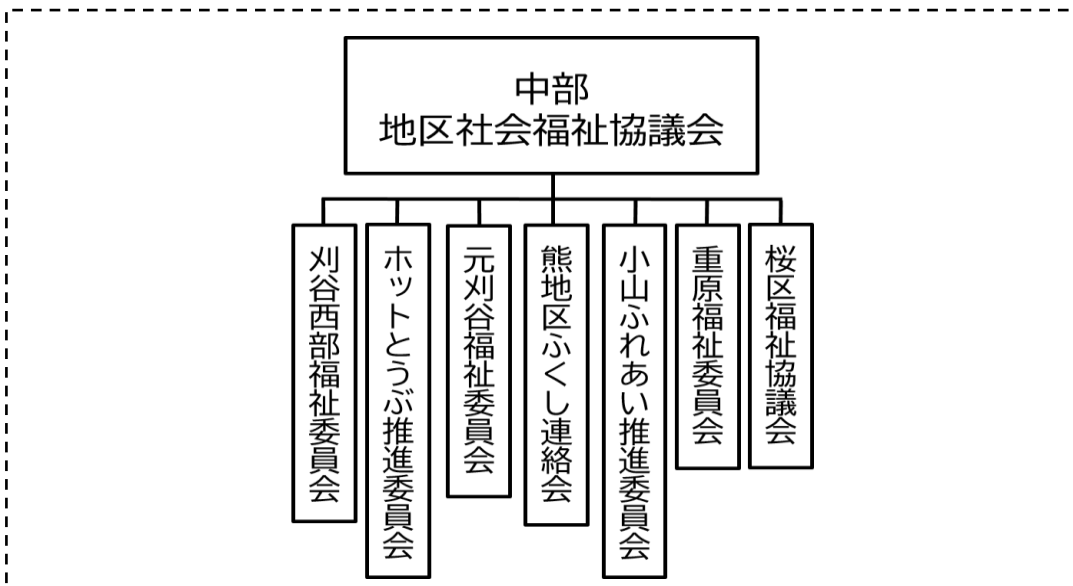 中部
地区社会福祉協議会
刈谷西部福祉委員会
ホットとうぶ推進委員会
元刈谷福祉委員会
熊地区ふくし連絡会
小山ふれあい推進委員会
重原福祉委員会
桜区福祉協議会